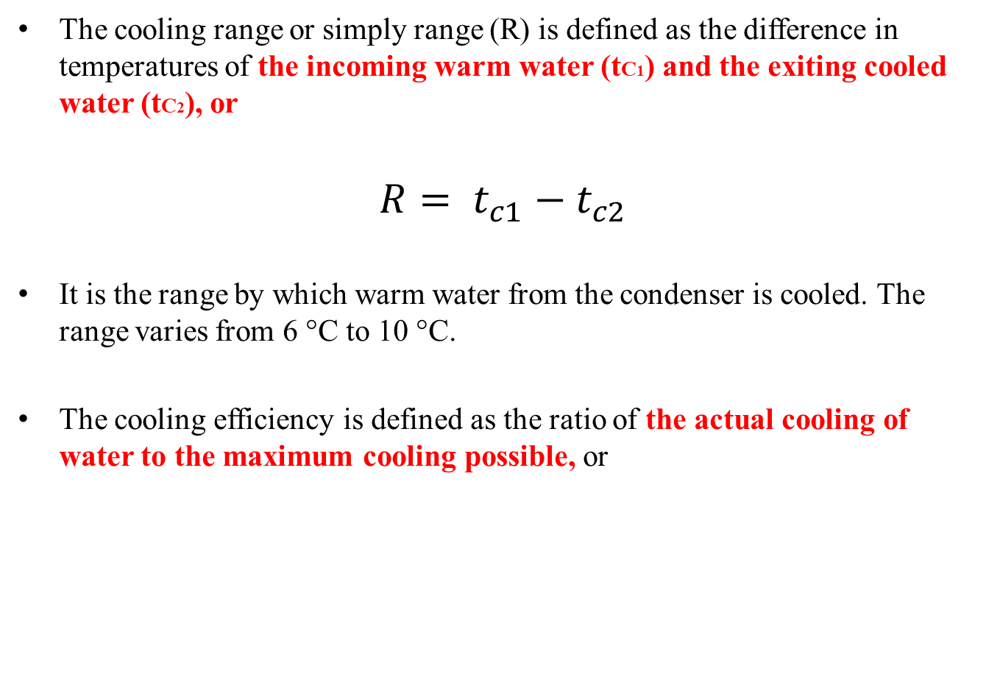 • The cooling range or simply range (R) is defined as the difference in
temperatures of the incoming warm water (tC1) and the exiting cooled
water (tC2), or
R = t_{c1} − t_{c2}
• It is the range by which warm water from the condenser is cooled. The
range varies from 6 °C to 10 °C.
• The cooling efficiency is defined as the ratio of the actual cooling of
water to the maximum cooling possible, or